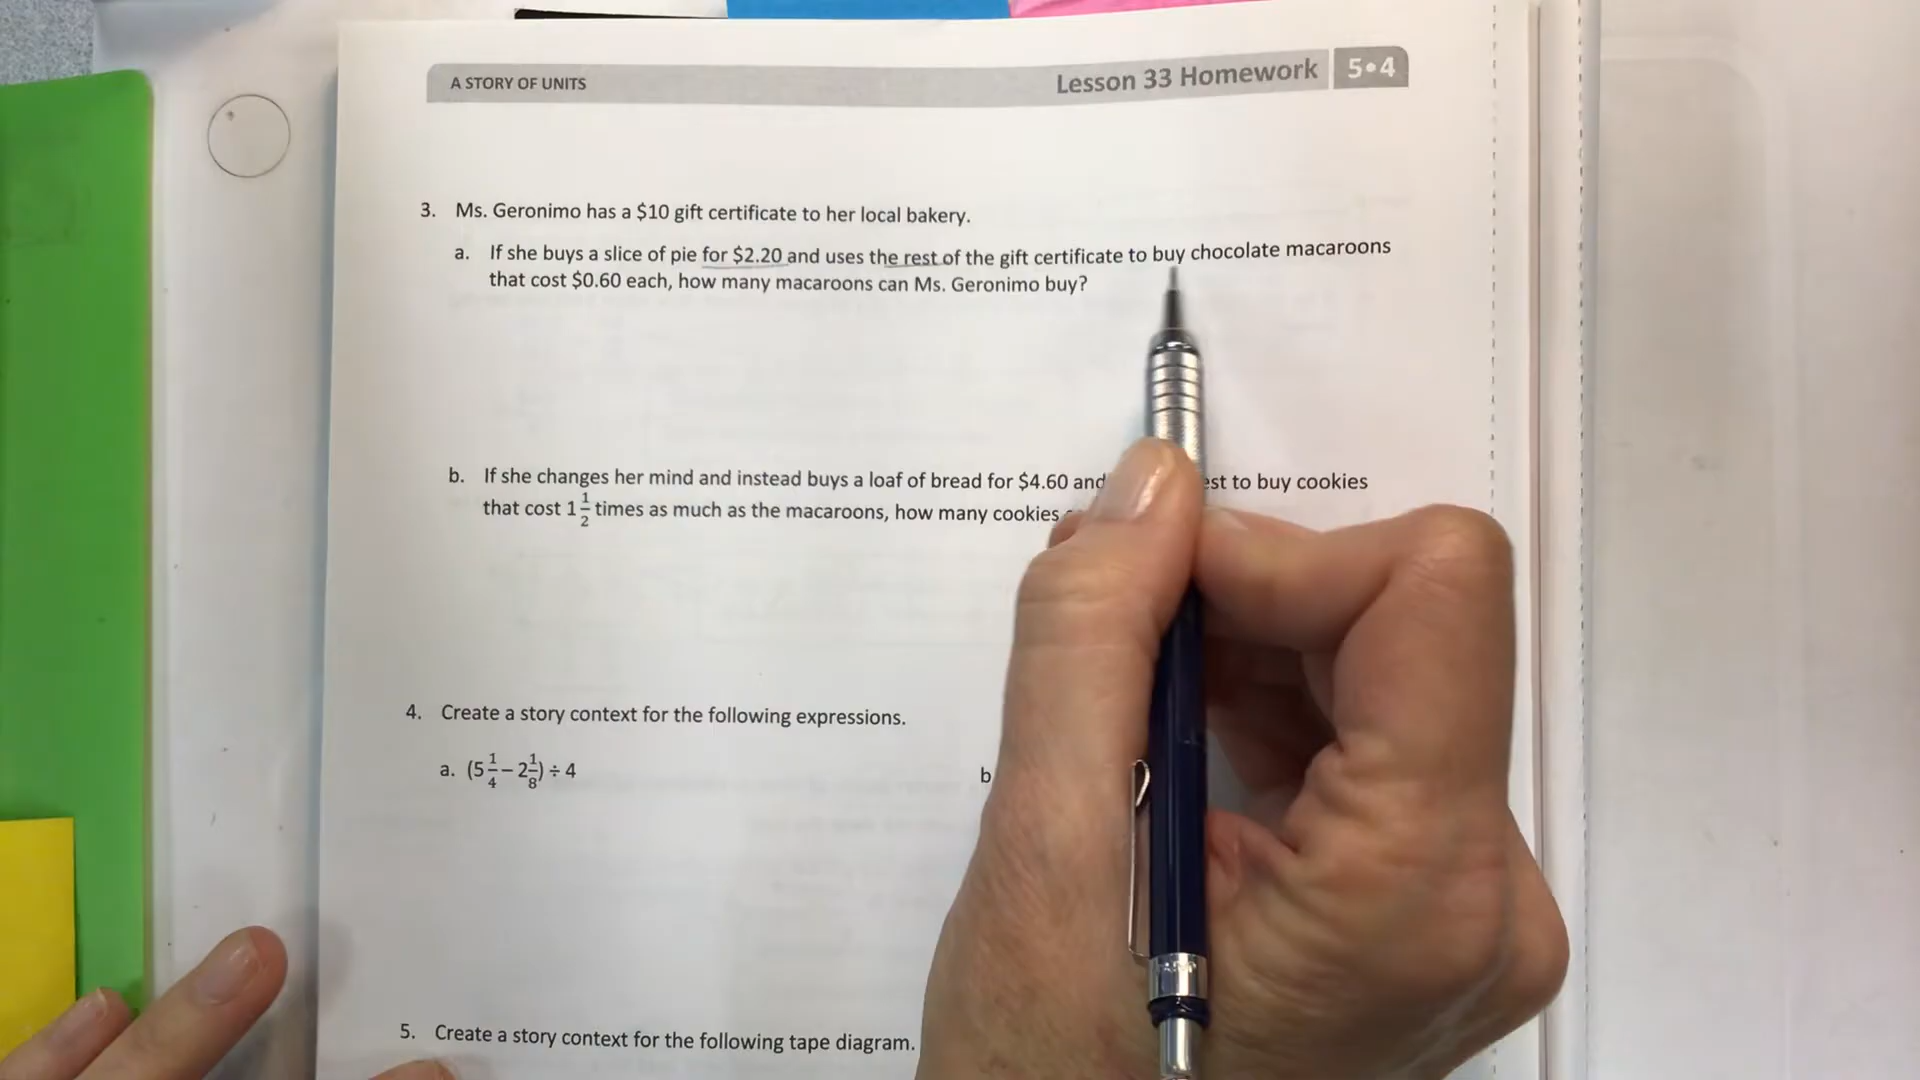 A STORY OF UNITS
Lesson 33 Homework 5•4
3. Ms. Geronimo has a $10 gift certificate to her local bakery.
a. If she buys a slice of pie for $2.20 and uses the rest of the gift certificate to buy chocolate macaroons
that cost $0.60 each, how many macaroons can Ms. Geronimo buy?
b. If she changes her mind and instead buys a loaf of bread for $4.60 and st to buy cookies
that cost 1 1/2 times as much as the macaroons, how many cookies
4. Create a story context for the following expressions.
a. (5 1/4 – 2 1/8) ÷ 4
b
5. Create a story context for the following tape diagram.